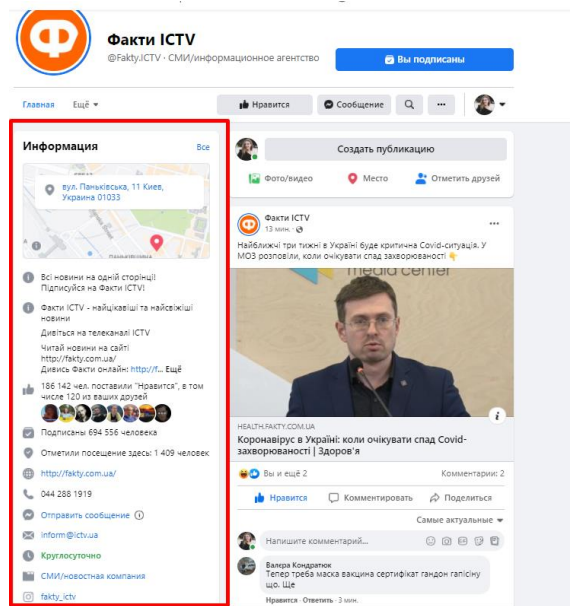 Факти ICTV
@Fakty.ICTV · СМИ/информационное агентство
Вы подписаны
Главная
Ещё
Нравится
Сообщение
Информация
Все
вул. Паньківська, 11 Киев,
Украина 01033
Всі новини на одній сторінці!
Підписуйся на Факти ICTV!
Факти ICTV - найцікавіші та найсвіжіші
новини
Дивіться на телеканалі ICTV
Читай новини на сайті
http://fakty.com.ua/
Дивись Факти онлайн: http://f... Ещё
186 142 чел. поставили "Нравится", в том
числе 120 из ваших друзей
Подписаны 694 556 человека
Отметили посещение здесь: 1 409 человек
http://fakty.com.ua/
044 288 1919
Отправить сообщение
inform@ictv.ua
Круглосуточно
СМИ/новостная компания
fakty_ictv
Создать публикацию
Фото/видео
Место
Отметить друзей
Факти ICTV
13 мин. ·
Найближчі три тижні в Україні буде критична Covid-ситуація. У
МОЗ розповіли, коли очікувати спад захворюваності
media center
HEALTH.FAKTY.COM.UA
Коронавірус в Україні: коли очікувати спад Covid-
захворюваності | Здоров'я
Вы и ещё 2
Комментарии: 2
Нравится
Комментировать
Поделиться
Самые актуальные
Напишите комментарий...
Валєра Кондратюк
Тепер треба маска вакцина сертифікат гандон гапісіну
що. Ще
Нравится · Ответить · 3 мин.